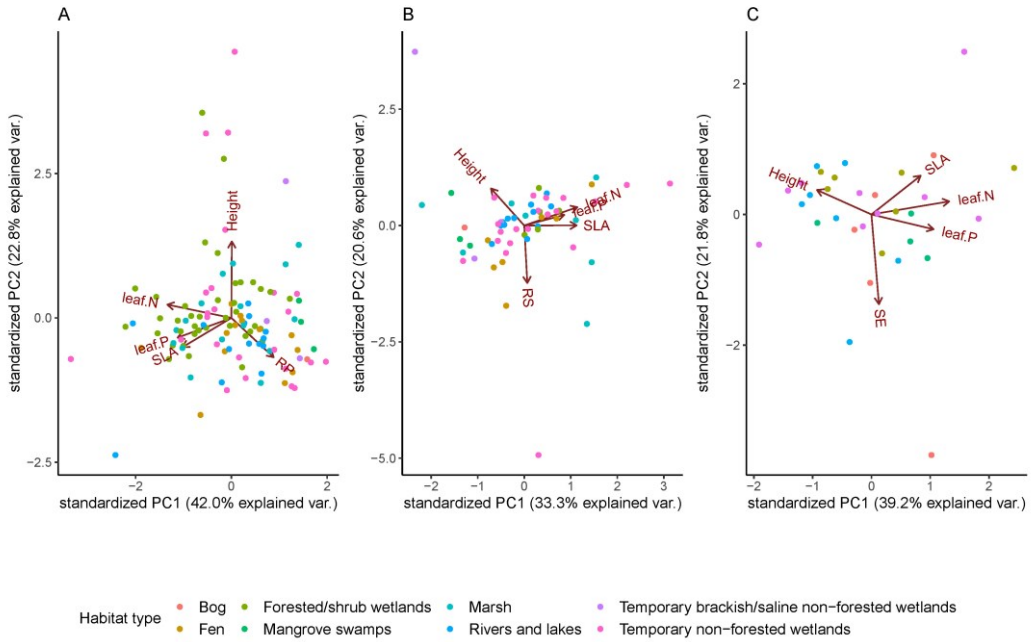 A
B
C
standardized PC2 (22.8% explained var.)
2.5
0.0
−2.5
Height
leaf.N
leaf.P
SLA
RP
−2
0
1
2
standardized PC1 (42.0% explained var.)
standardized PC2 (20.6% explained var.)
2.5
0.0
−2.5
−5.0
Height
leaf.N
leaf.P
SLA
RS
−2
−1
0
1
2
3
standardized PC1 (33.3% explained var.)
standardized PC2 (21.8% explained var.)
2
0
−2
Height
SLA
leaf.N
leaf.P
SE
−2
−1
0
1
2
standardized PC1 (39.2% explained var.)
Habitat type
Bog
Forested/shrub wetlands
Marsh
Temporary brackish/saline non-forested wetlands
Fen
Mangrove swamps
Rivers and lakes
Temporary non-forested wetlands